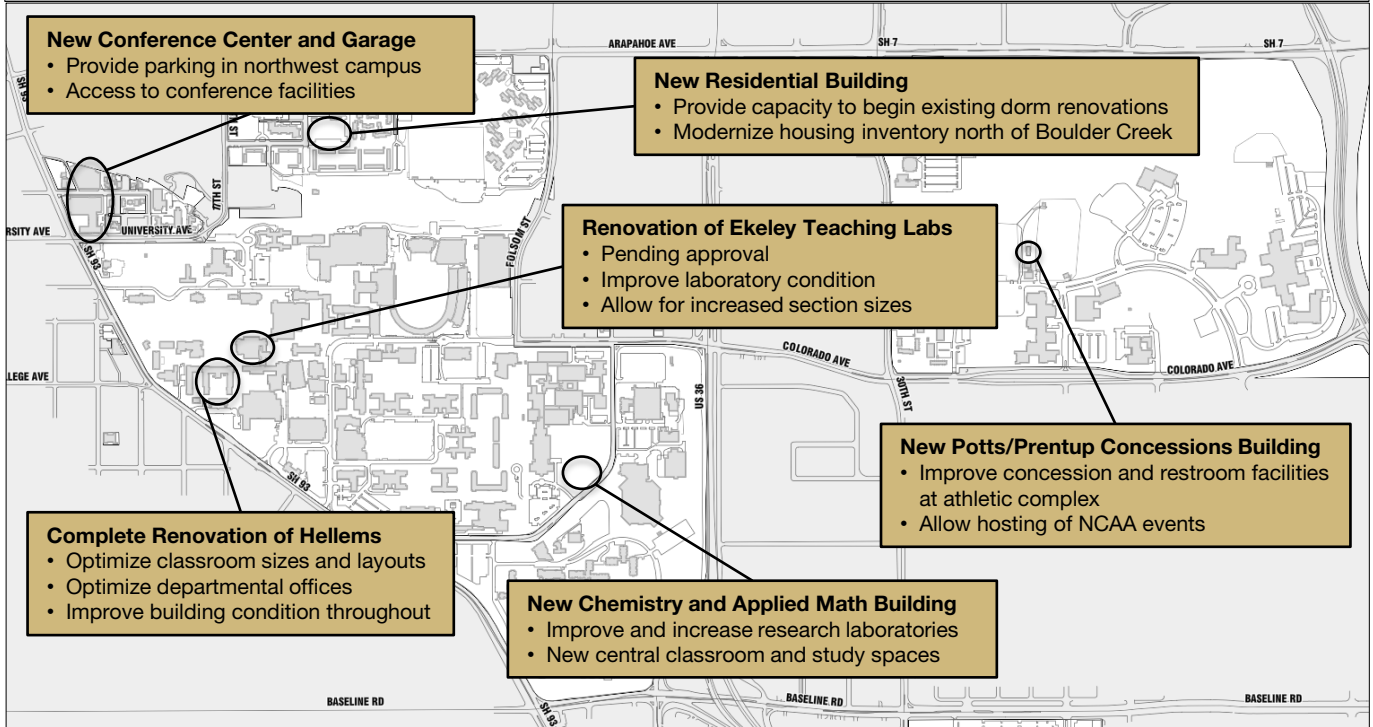 New Conference Center and Garage
• Provide parking in northwest campus
• Access to conference facilities
ARAPAHOE AVE
SH 7
SH 7
New Residential Building
• Provide capacity to begin existing dorm renovations
• Modernize housing inventory north of Boulder Creek
SH 93
TH ST
17TH ST
RSITY AVE
UNIVERSITY AVE
SH 93
FOLSOM ST
Renovation of Ekeley Teaching Labs
• Pending approval
• Improve laboratory condition
• Allow for increased section sizes
COLORADO AVE
COLORADO AVE
LLEGE AVE
US 36
30TH ST
New Potts/Prentup Concessions Building
• Improve concession and restroom facilities
at athletic complex
• Allow hosting of NCAA events
SH 93
Complete Renovation of Hellems
• Optimize classroom sizes and layouts
• Optimize departmental offices
• Improve building condition throughout
New Chemistry and Applied Math Building
• Improve and increase research laboratories
• New central classroom and study spaces
BASELINE RD
SH 93
BASELINE RD
BASELINE RD